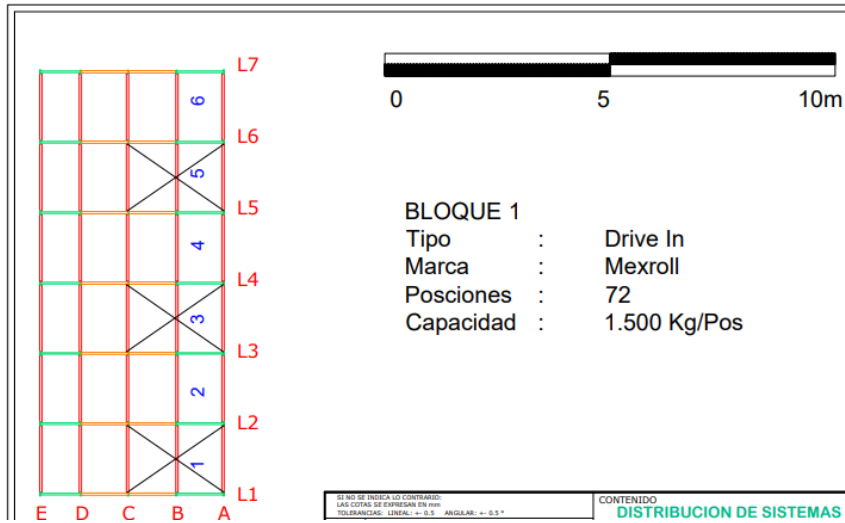 L7
6
L6
5
L5
4
L4
3
L3
2
L2
1
L1
E D C B A
0 5 10m
BLOQUE 1
Tipo : Drive In
Marca : Mexroll
Posciones : 72
Capacidad : 1.500 Kg/Pos
SI NO SE INDICA LO CONTRARIO:
LAS COTAS SE EXPRESAN EN mm
TOLERANCIAS: LINEAL: +- 0.5 ANGULAR: +- 0.5 º
CONTENIDO
DISTRIBUCION DE SISTEMAS